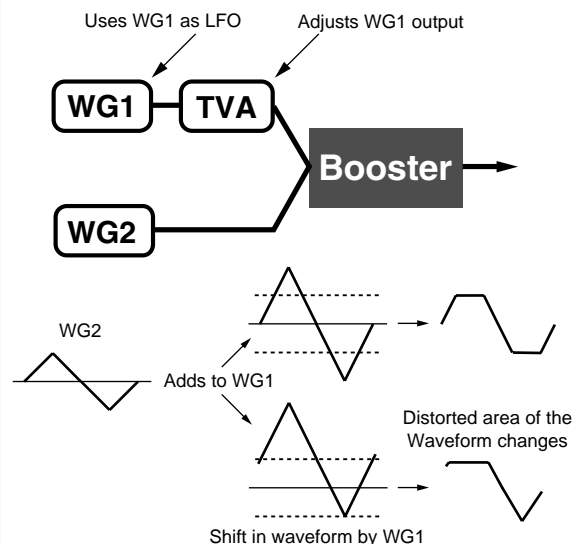 Uses WG1 as LFO
Adjusts WG1 output
WG1
TVA
Booster
WG2
WG2
Adds to WG1
Distorted area of the
Waveform changes
Shift in waveform by WG1